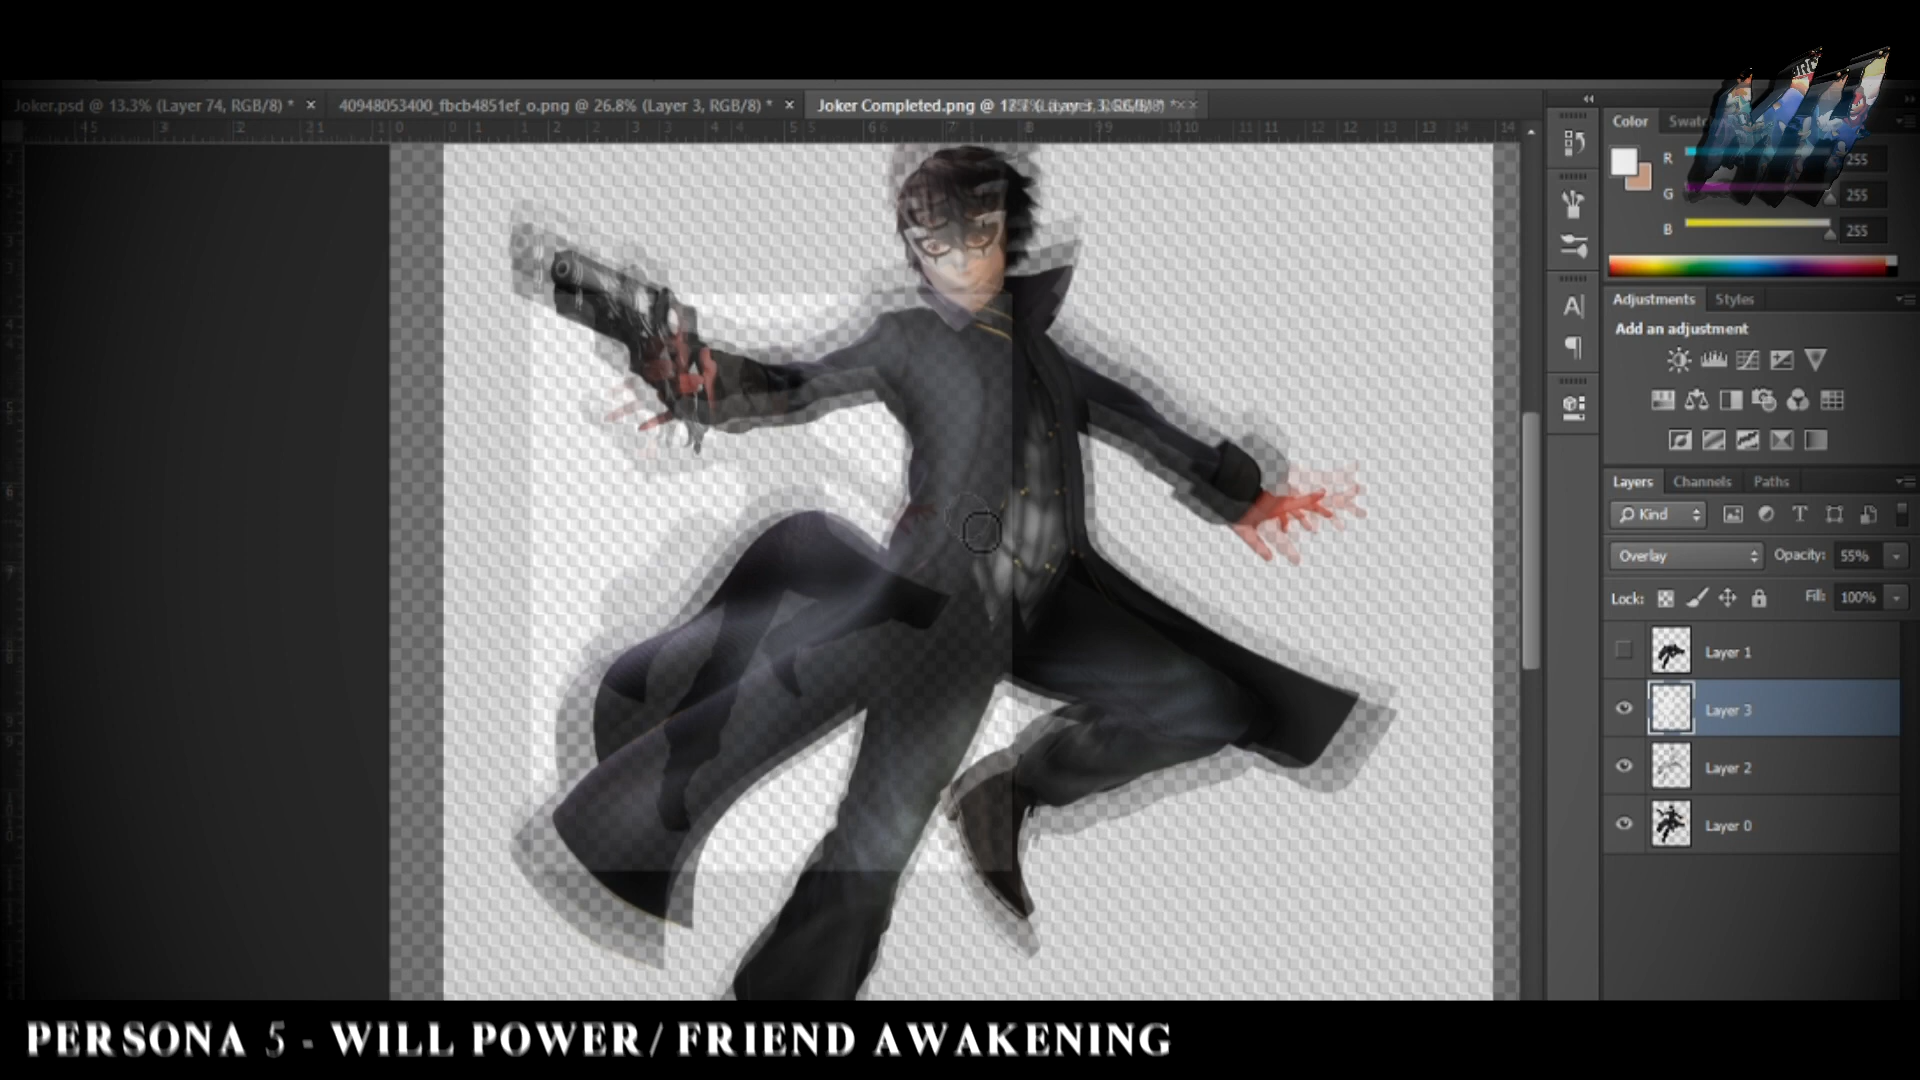 Joker.psd @ 13.3% (Layer 74, RGB/8) * ×
40948053400_fbcb4851ef_o.png @ 26.8% (Layer 3, RGB/8) * ×
Joker Completed.png @
Color
R 255
G 255
B 255
Adjustments Styles
Add an adjustment
Layers Channels Paths
Kind
Overlay Opacity: 55%
Lock: Fill: 100%
Layer 1
Layer 3
Layer 2
Layer 0
PERSONA 5 - WILL POWER/ FRIEND AWAKENING